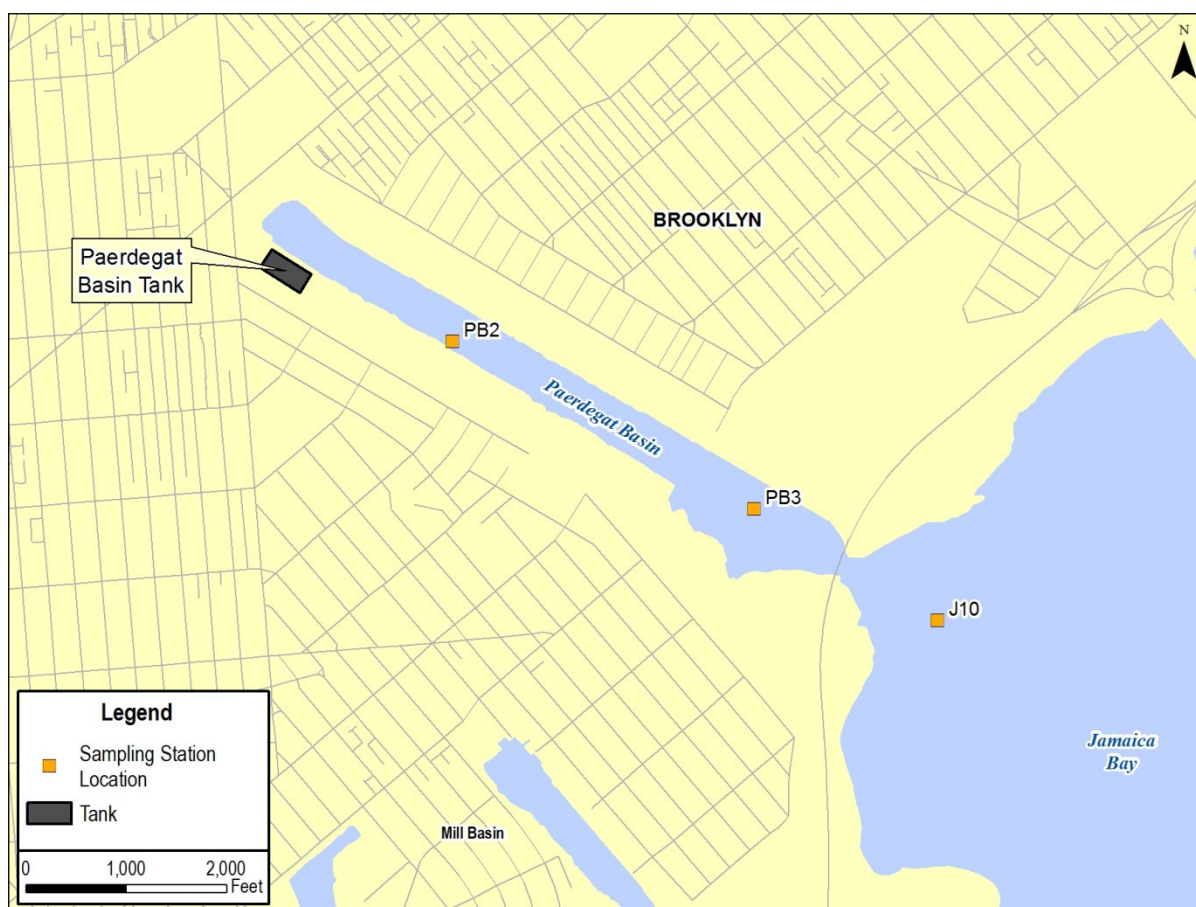 N
BROOKLYN
Paerdegat
Basin Tank
PB2
Paerdegat Basin
PB3
J10
Jamaica
Bay
Mill Basin
Legend
Sampling Station
Location
Tank
0 1,000 2,000
Feet